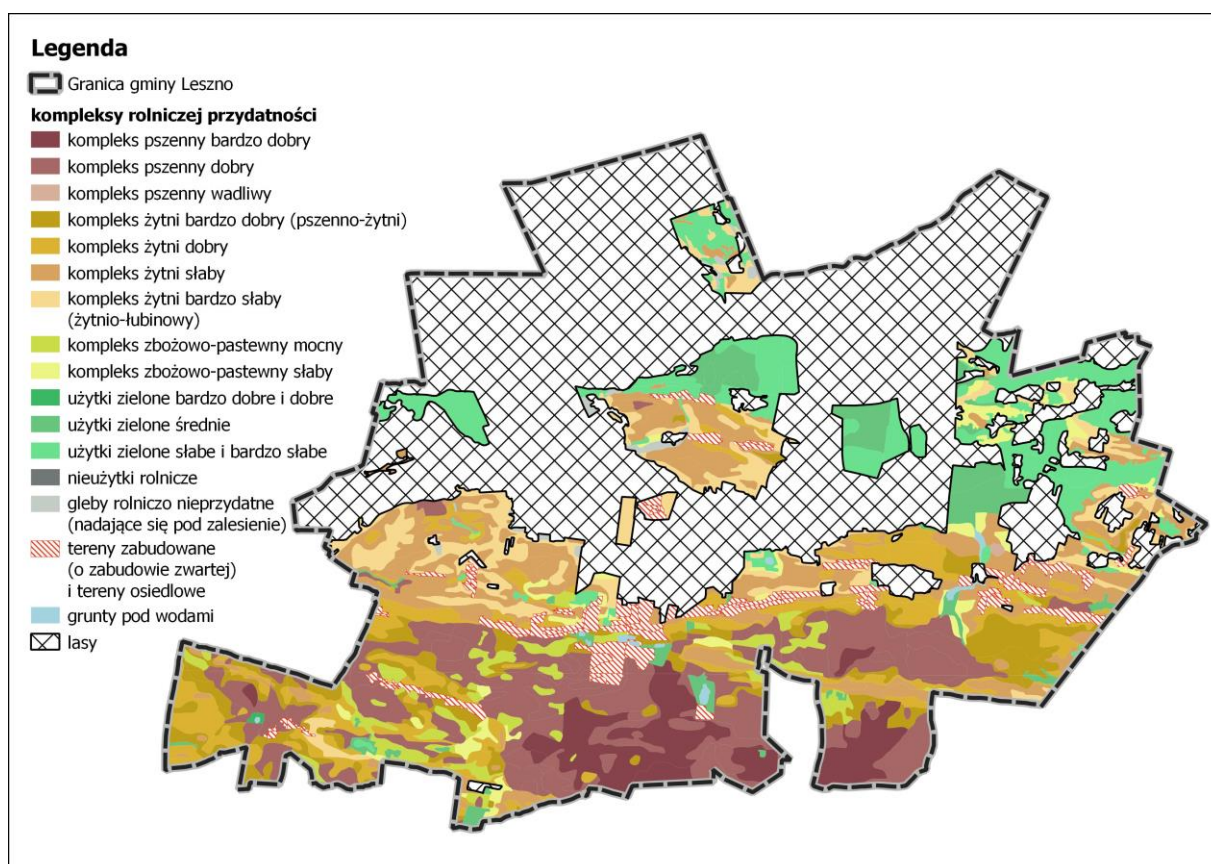 Legenda
Granica gminy Leszno
kompleksy rolniczej przydatności
kompleks pszenny bardzo dobry
kompleks pszenny dobry
kompleks pszenny wadliwy
kompleks żytni bardzo dobry (pszenno-żytni)
kompleks żytni dobry
kompleks żytni słaby
kompleks żytni bardzo słaby
(żytnio-łubinowy)
kompleks zbożowo-pastewny mocny
kompleks zbożowo-pastewny słaby
użytki zielone bardzo dobre i dobre
użytki zielone średnie
użytki zielone słabe i bardzo słabe
nieużytki rolnicze
gleby rolniczo nieprzydatne
(nadające się pod zalesienie)
tereny zabudowane
(o zabudowie zwartej)
i tereny osiedlowe
grunty pod wodami
lasy